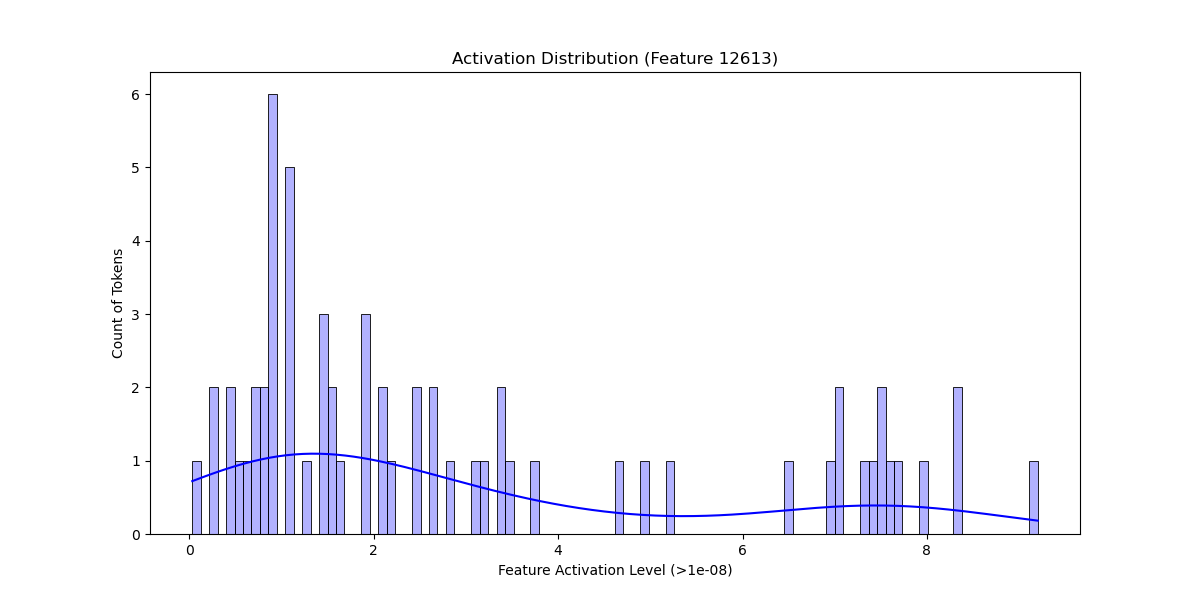 Activation Distribution (Feature 12613)
6
5
4
3
2
1
0
Count of Tokens
0 2 4 6 8
Feature Activation Level (>1e-08)